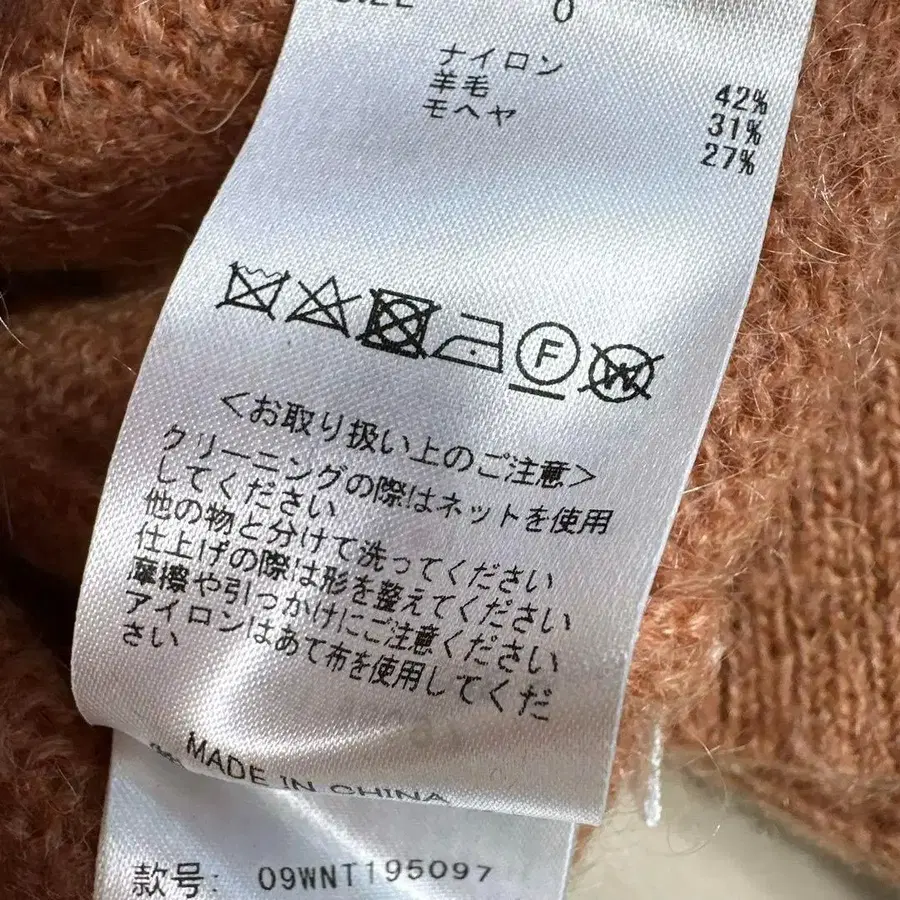 SIZE 0
ナイロン 42%
羊毛 31%
モヘヤ 27%
F
W
<お取り扱い上のご注意>
クリーニングの際はネットを使用
してください
他の物と分けて洗ってください
仕上げの際は形を整えてください
摩擦や引っかけにご注意ください
アイロンはあて布を使用してくだ
さい
MADE IN CHINA
款号: 09WNT195097